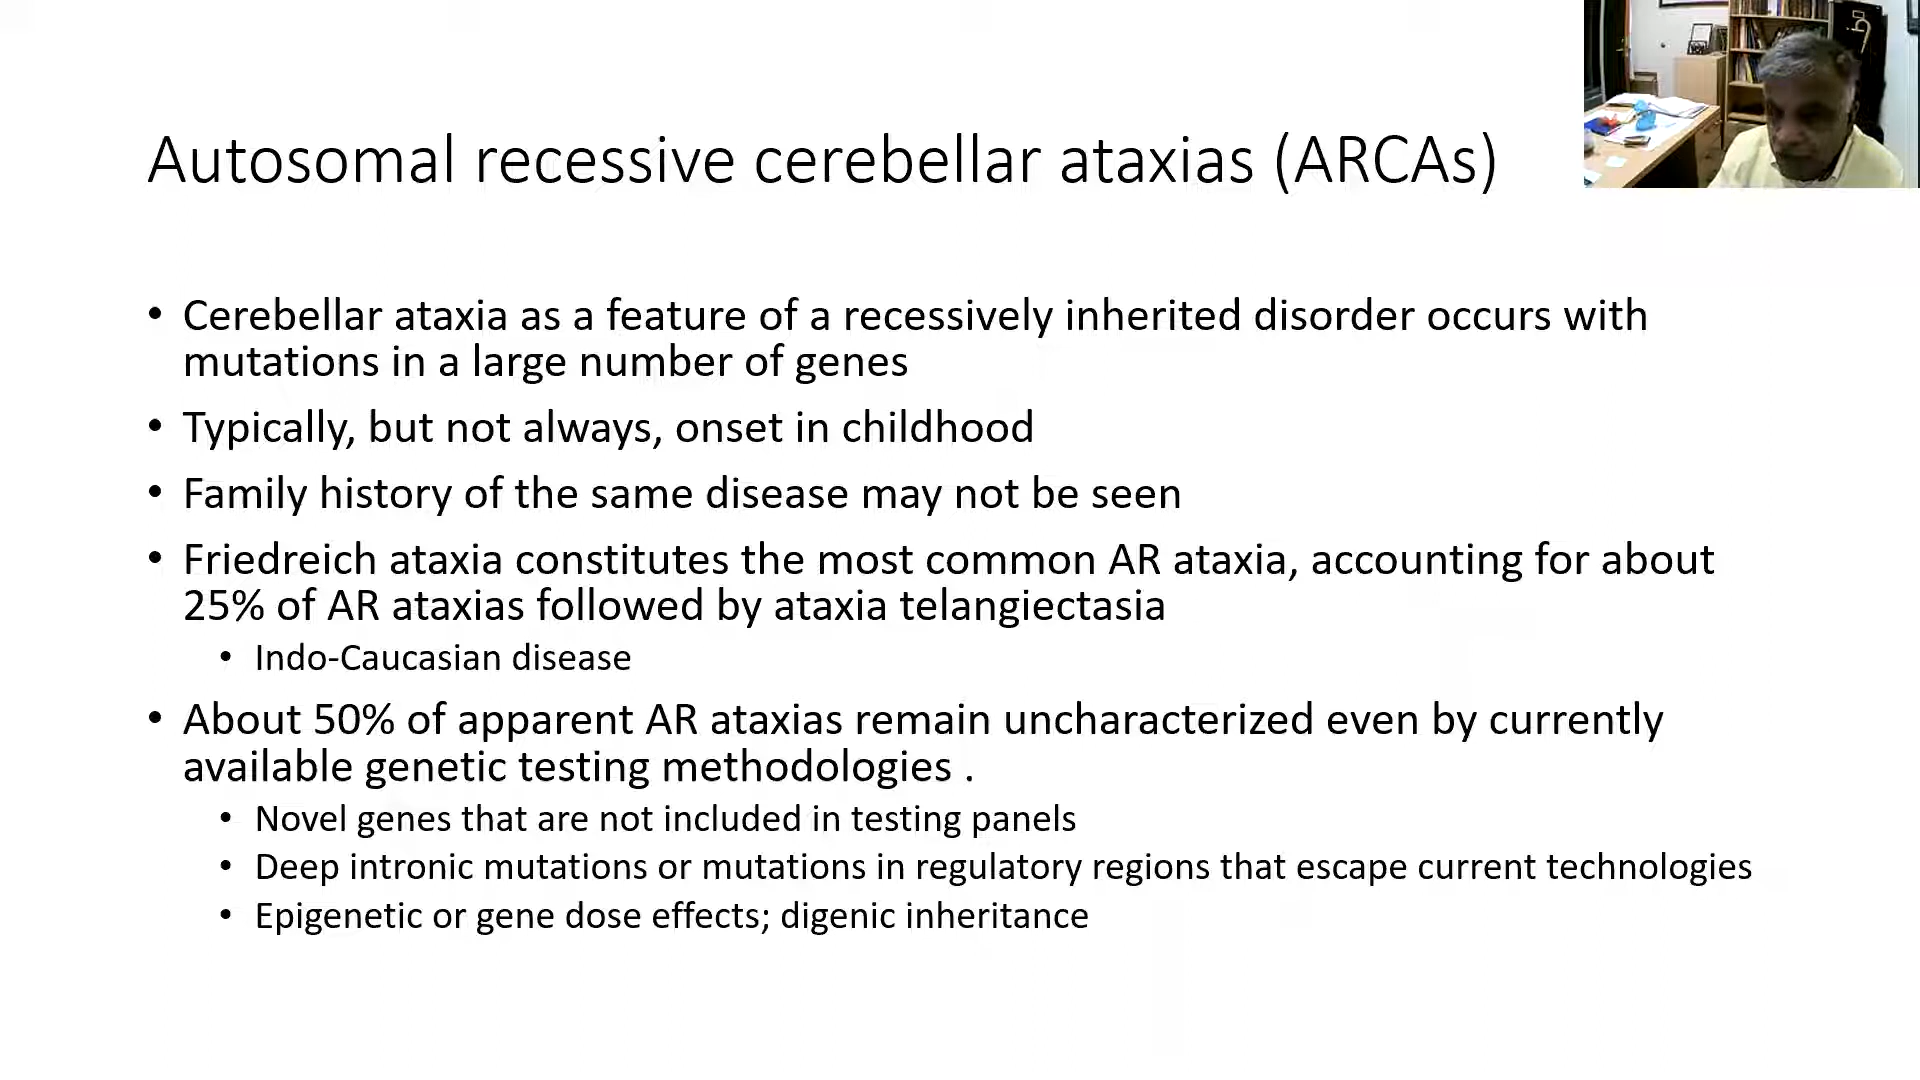 Autosomal recessive cerebellar ataxias (ARCAs)
• Cerebellar ataxia as a feature of a recessively inherited disorder occurs with
mutations in a large number of genes
• Typically, but not always, onset in childhood
• Family history of the same disease may not be seen
• Friedreich ataxia constitutes the most common AR ataxia, accounting for about
25% of AR ataxias followed by ataxia telangiectasia
• Indo-Caucasian disease
• About 50% of apparent AR ataxias remain uncharacterized even by currently
available genetic testing methodologies .
• Novel genes that are not included in testing panels
• Deep intronic mutations or mutations in regulatory regions that escape current technologies
• Epigenetic or gene dose effects; digenic inheritance